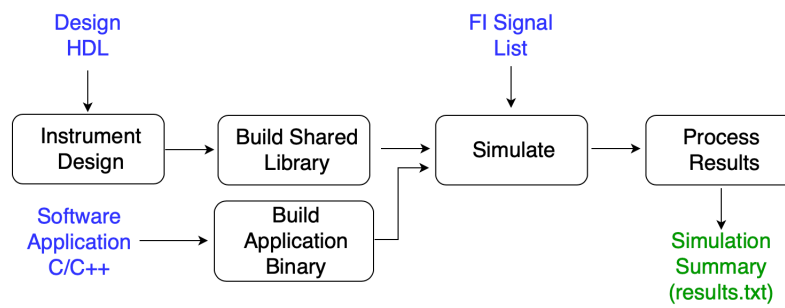 Design
HDL
FI Signal
List
Instrument
Design
Build Shared
Library
Simulate
Process
Results
Software
Application
C/C++
Build
Application
Binary
Simulation
Summary
(results.txt)